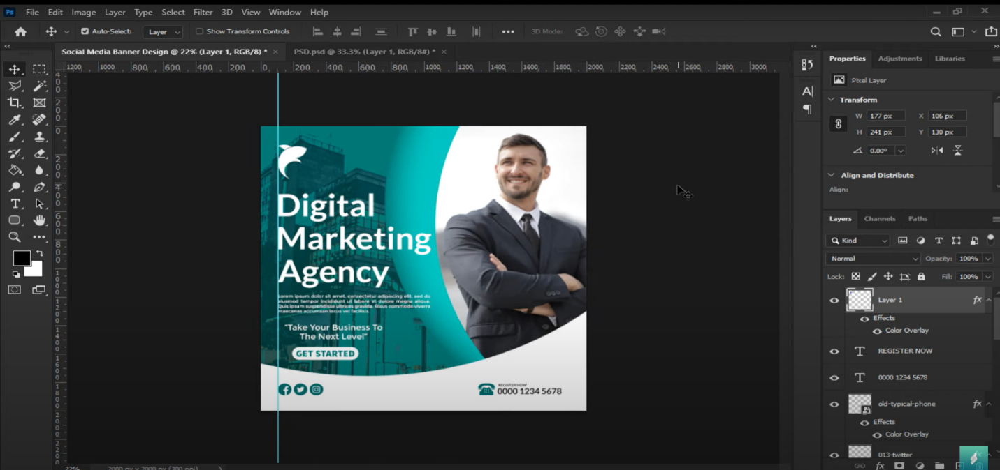 Ps File Edit Image Layer Type Select Filter 3D View Window Help
Auto-Select: Layer Show Transform Controls 3D Mode:
Social Media Banner Design @ 22% (Layer 1, RGB/8) * × PSD.psd @ 33.3% (Layer 1, RGB/8#) * ×
1200 1000 800 600 400 200 0 200 400 600 800 1000 1200 1400 1600 1800 2000 2200 2400 2600 2800 3000
Digital
Marketing
Agency
Lorem ipsum dolor sit amet, consectetur adipiscing elit, sed do
eiusmod tempor incididunt ut labore et dolore magna aliqua.
Quis ipsum suspendisse ultrices gravida. Risus commodo viverra
maecenas accumsan lacus vel facilisis.
"Take Your Business To
The Next Level"
GET STARTED
REGISTER NOW
0000 1234 5678
22% 2000 px x 2000 px (300 ppi)
Properties Adjustments Libraries
Pixel Layer
Transform
W 177 px X 106 px
H 241 px Y 130 px
0.00°
Align and Distribute
Align:
Layers Channels Paths
Kind
Normal Opacity: 100%
Lock: Fill: 100%
Layer 1 fx
Effects
Color Overlay
REGISTER NOW
0000 1234 5678
old-typical-phone fx
Effects
Color Overlay
013-twitter